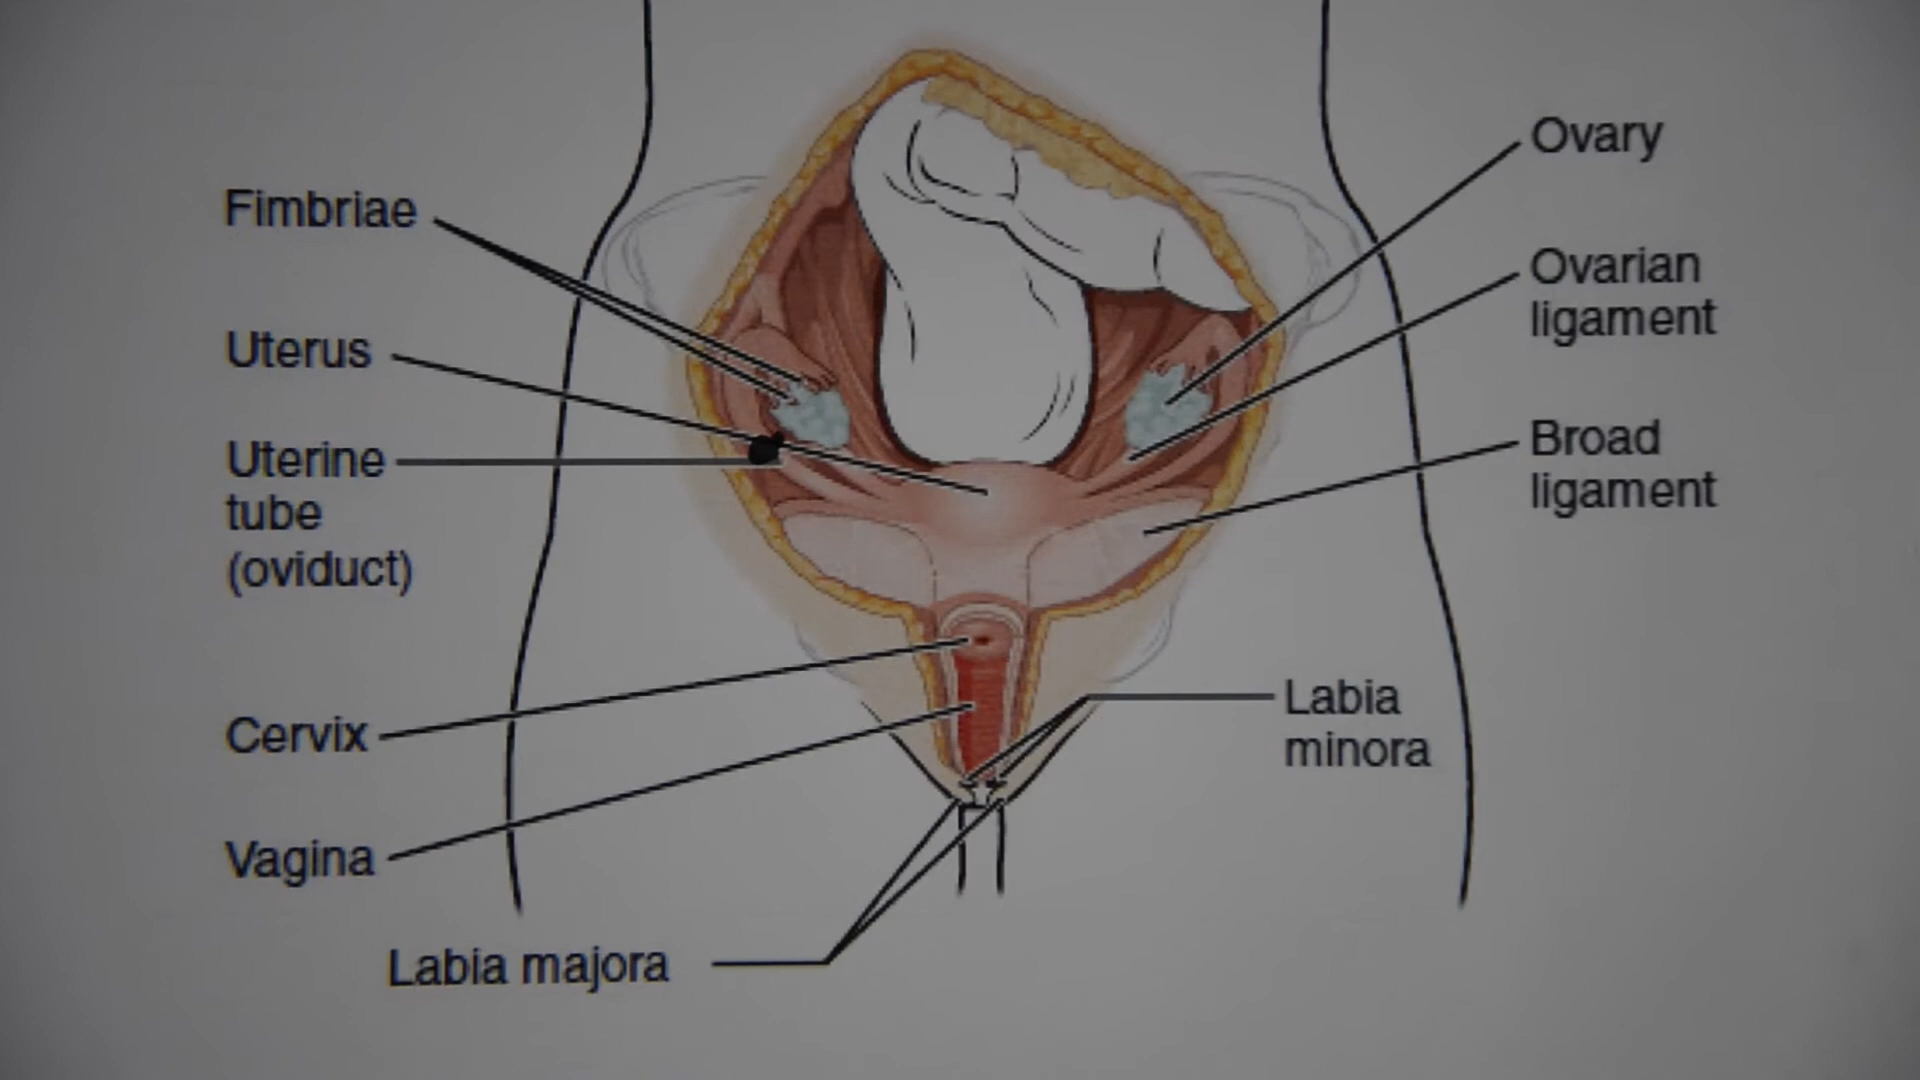 Fimbriae
Uterus
Uterine
tube
(oviduct)
Cervix
Vagina
Labia majora
Ovary
Ovarian
ligament
Broad
ligament
Labia
minora